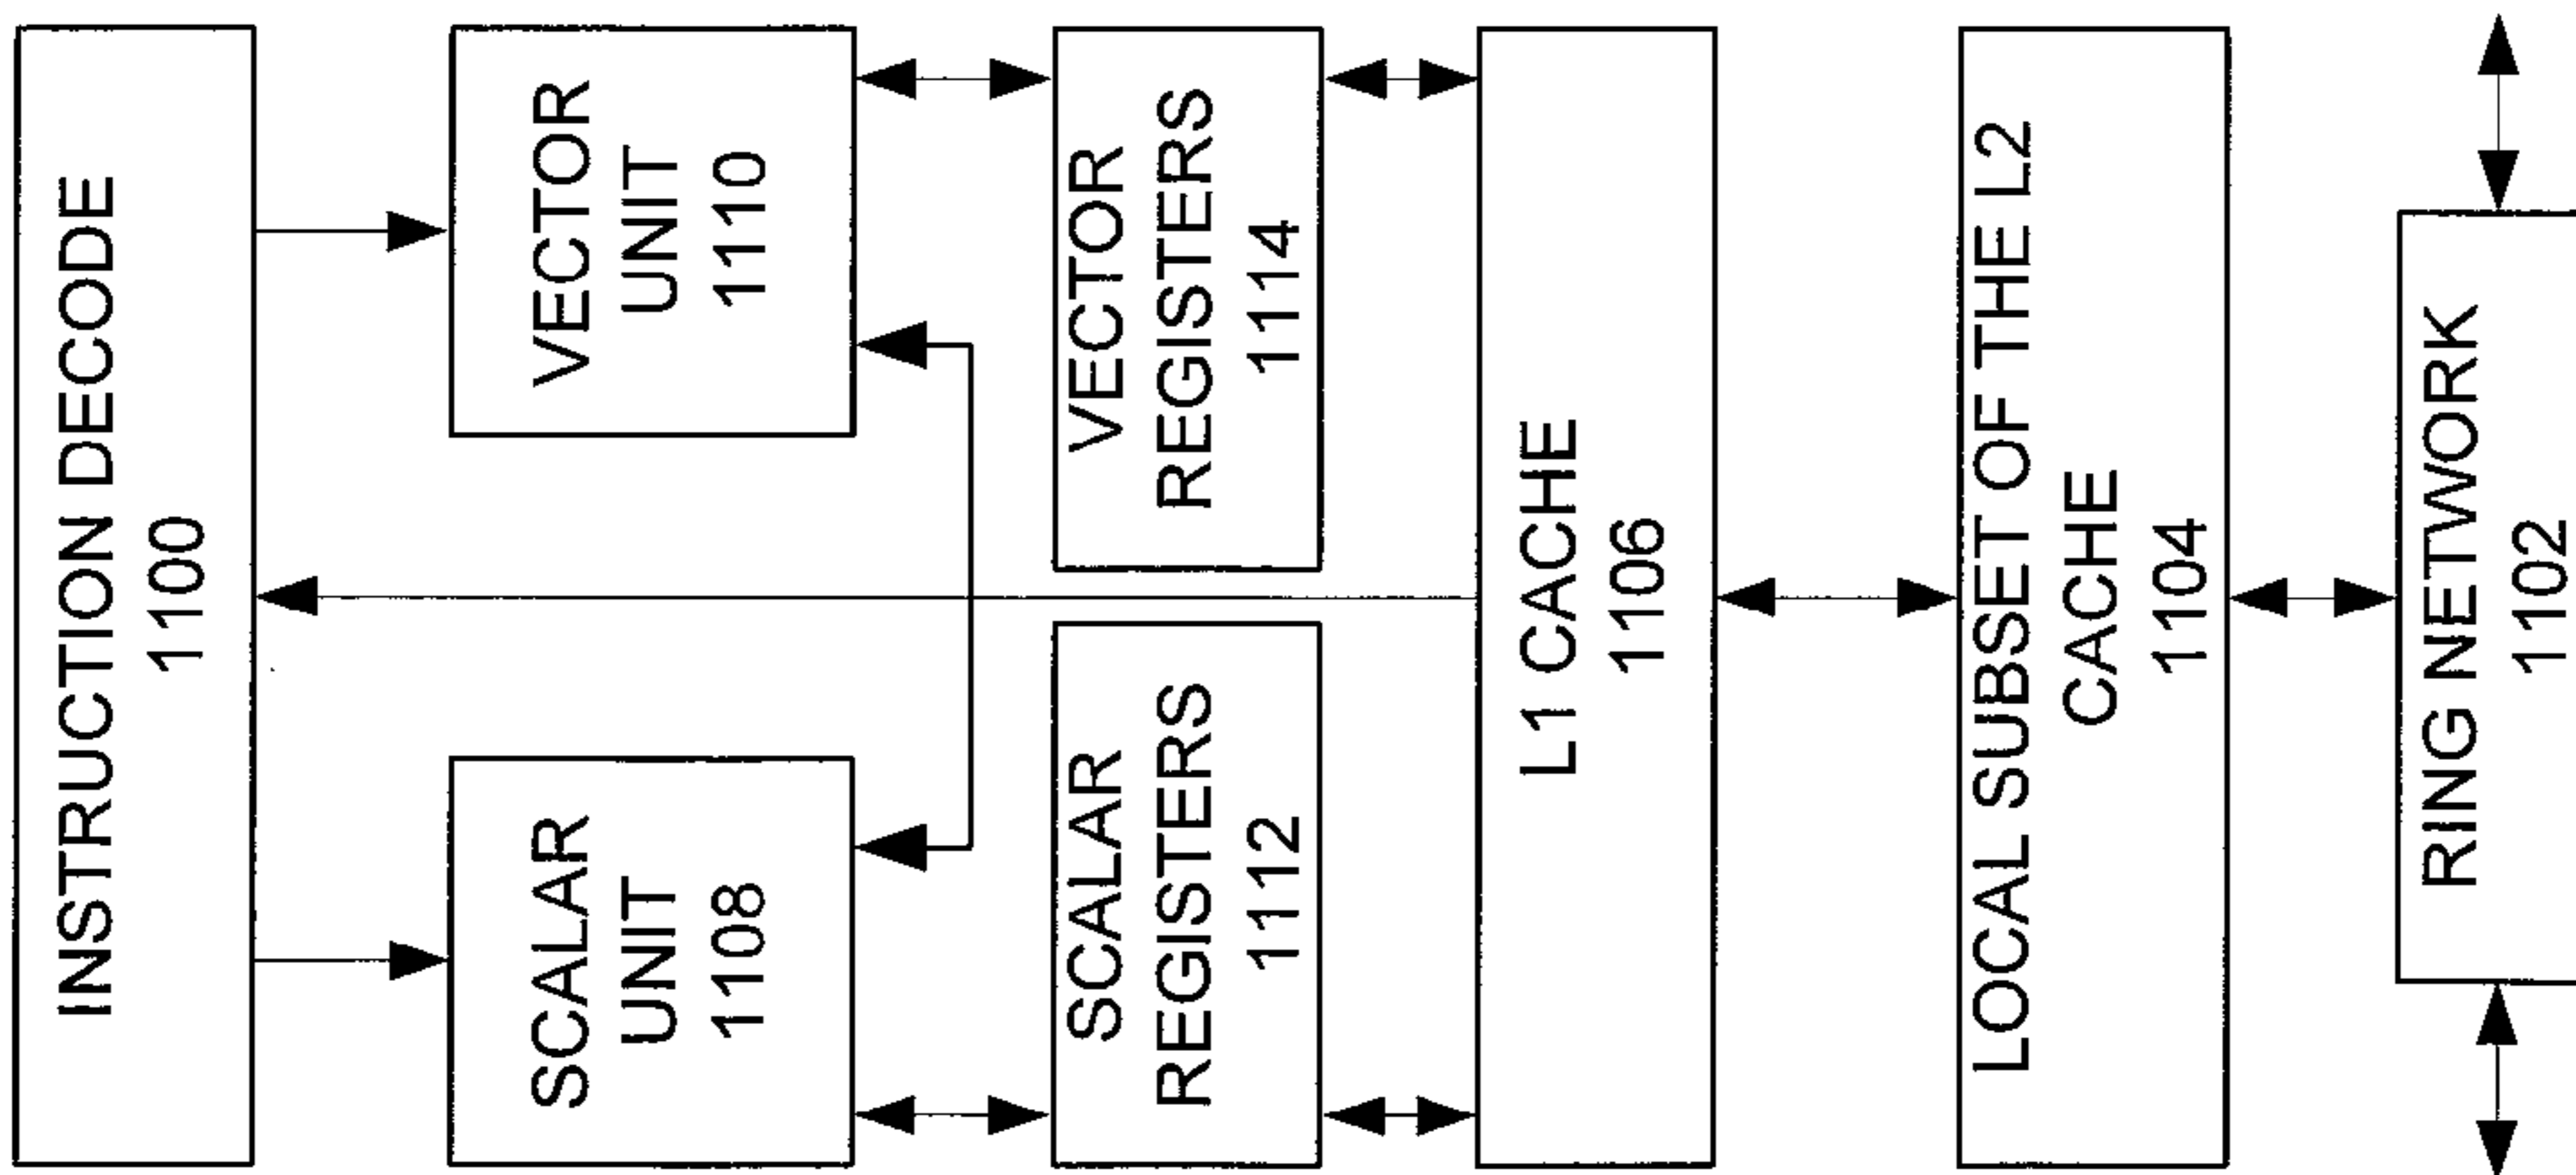 INSTRUCTION DECODE
1100
SCALAR
UNIT
1108
VECTOR
UNIT
1110
SCALAR
REGISTERS
1112
VECTOR
REGISTERS
1114
L1 CACHE
1106
LOCAL SUBSET OF THE L2
CACHE
1104
RING NETWORK
1102